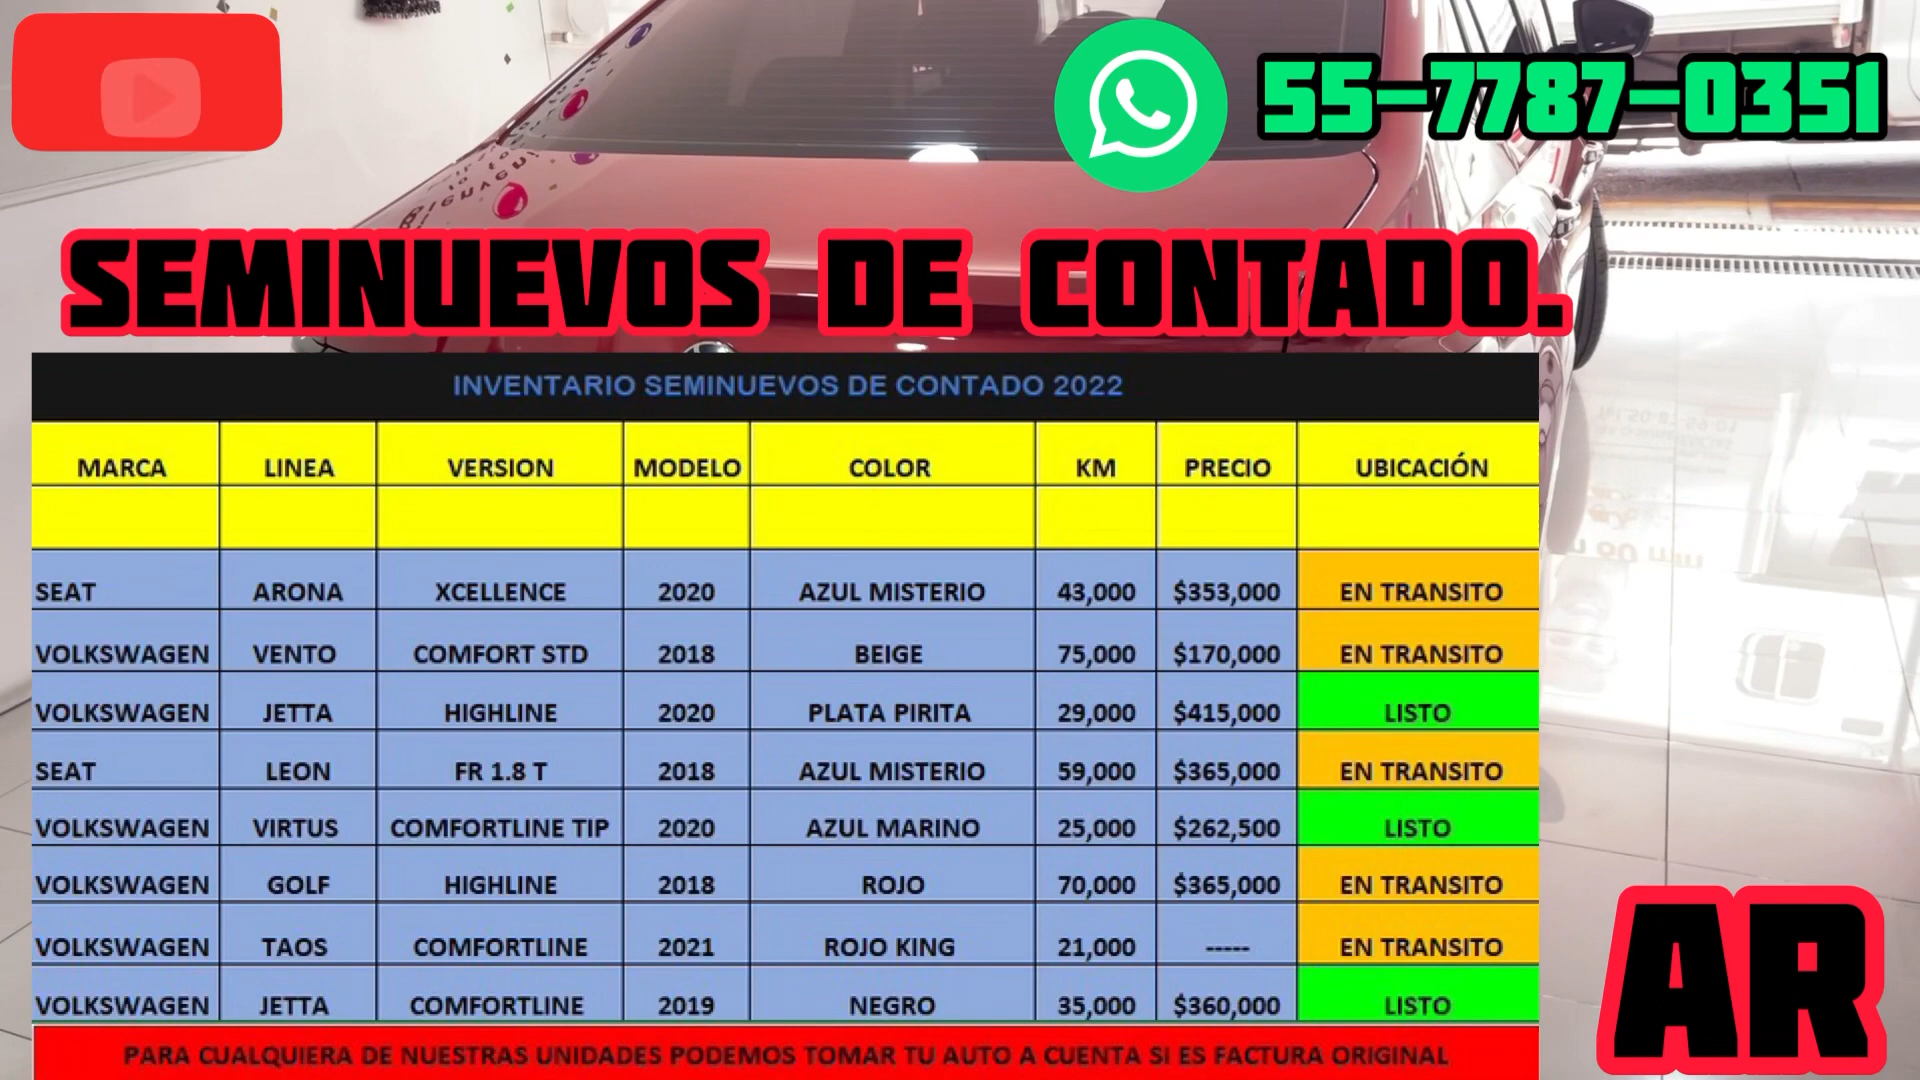 55-7787-0351
SEMINUEVOS DE CONTADO.
INVENTARIO SEMINUEVOS DE CONTADO 2022
MARCA LINEA VERSION MODELO COLOR KM PRECIO UBICACIÓN
SEAT ARONA XCELLENCE 2020 AZUL MISTERIO 43,000 $353,000 EN TRANSITO
VOLKSWAGEN VENTO COMFORT STD 2018 BEIGE 75,000 $170,000 EN TRANSITO
VOLKSWAGEN JETTA HIGHLINE 2020 PLATA PIRITA 29,000 $415,000 LISTO
SEAT LEON FR 1.8 T 2018 AZUL MISTERIO 59,000 $365,000 EN TRANSITO
VOLKSWAGEN VIRTUS COMFORTLINE TIP 2020 AZUL MARINO 25,000 $262,500 LISTO
VOLKSWAGEN GOLF HIGHLINE 2018 ROJO 70,000 $365,000 EN TRANSITO
VOLKSWAGEN TAOS COMFORTLINE 2021 ROJO KING 21,000 ----- EN TRANSITO
VOLKSWAGEN JETTA COMFORTLINE 2019 NEGRO 35,000 $360,000 LISTO
PARA CUALQUIERA DE NUESTRAS UNIDADES PODEMOS TOMAR TU AUTO A CUENTA SI ES FACTURA ORIGINAL
AR